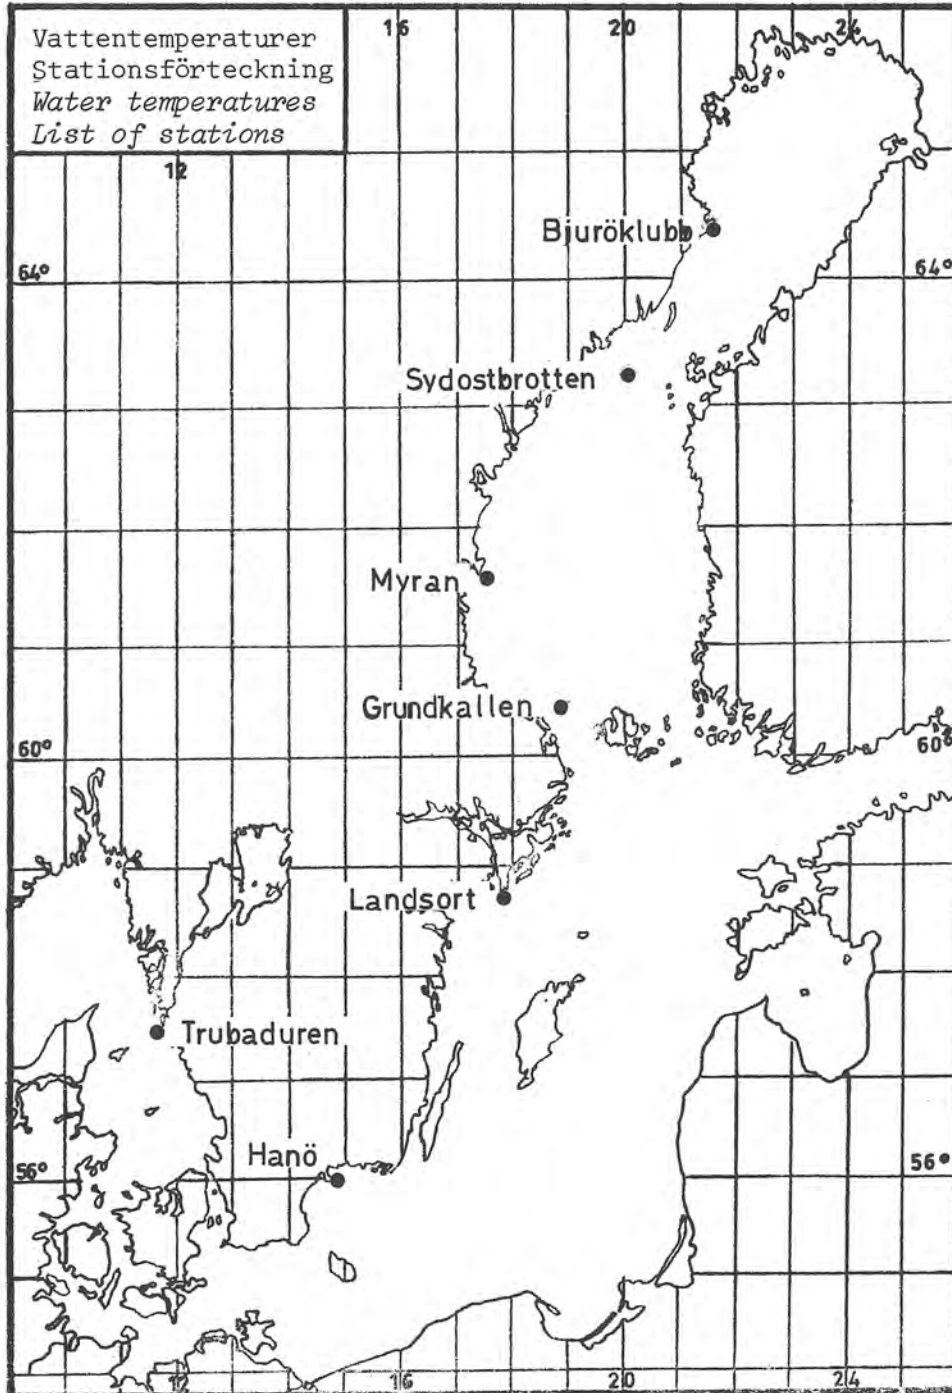 Vattentemperaturer
Stationsförteckning
Water temperatures
List of stations
16
20
24
12
Bjuröklubb
64°
64°
Sydostbrotten
Myran
Grundkallen
60°
60°
Landsort
Trubaduren
Hanö
56°
56°
12
16
20
24